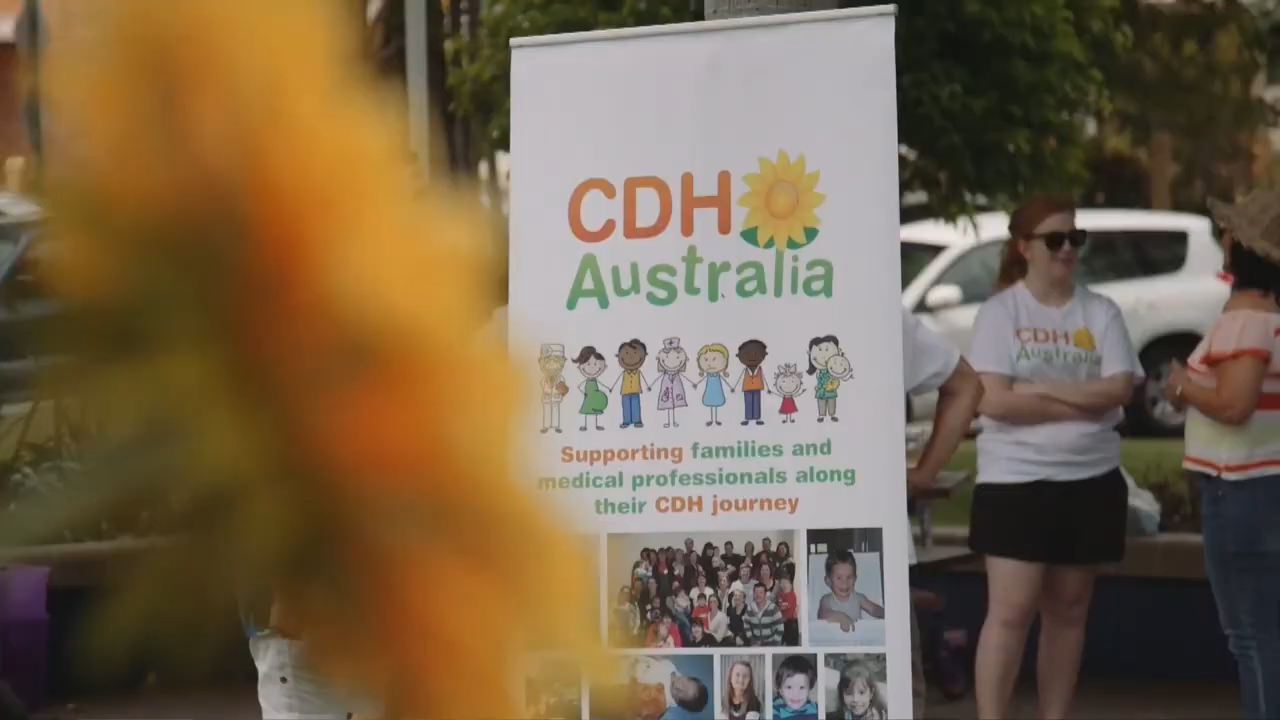 CDH
Australia
Supporting families and
medical professionals along
their CDH journey
CDH
Australia